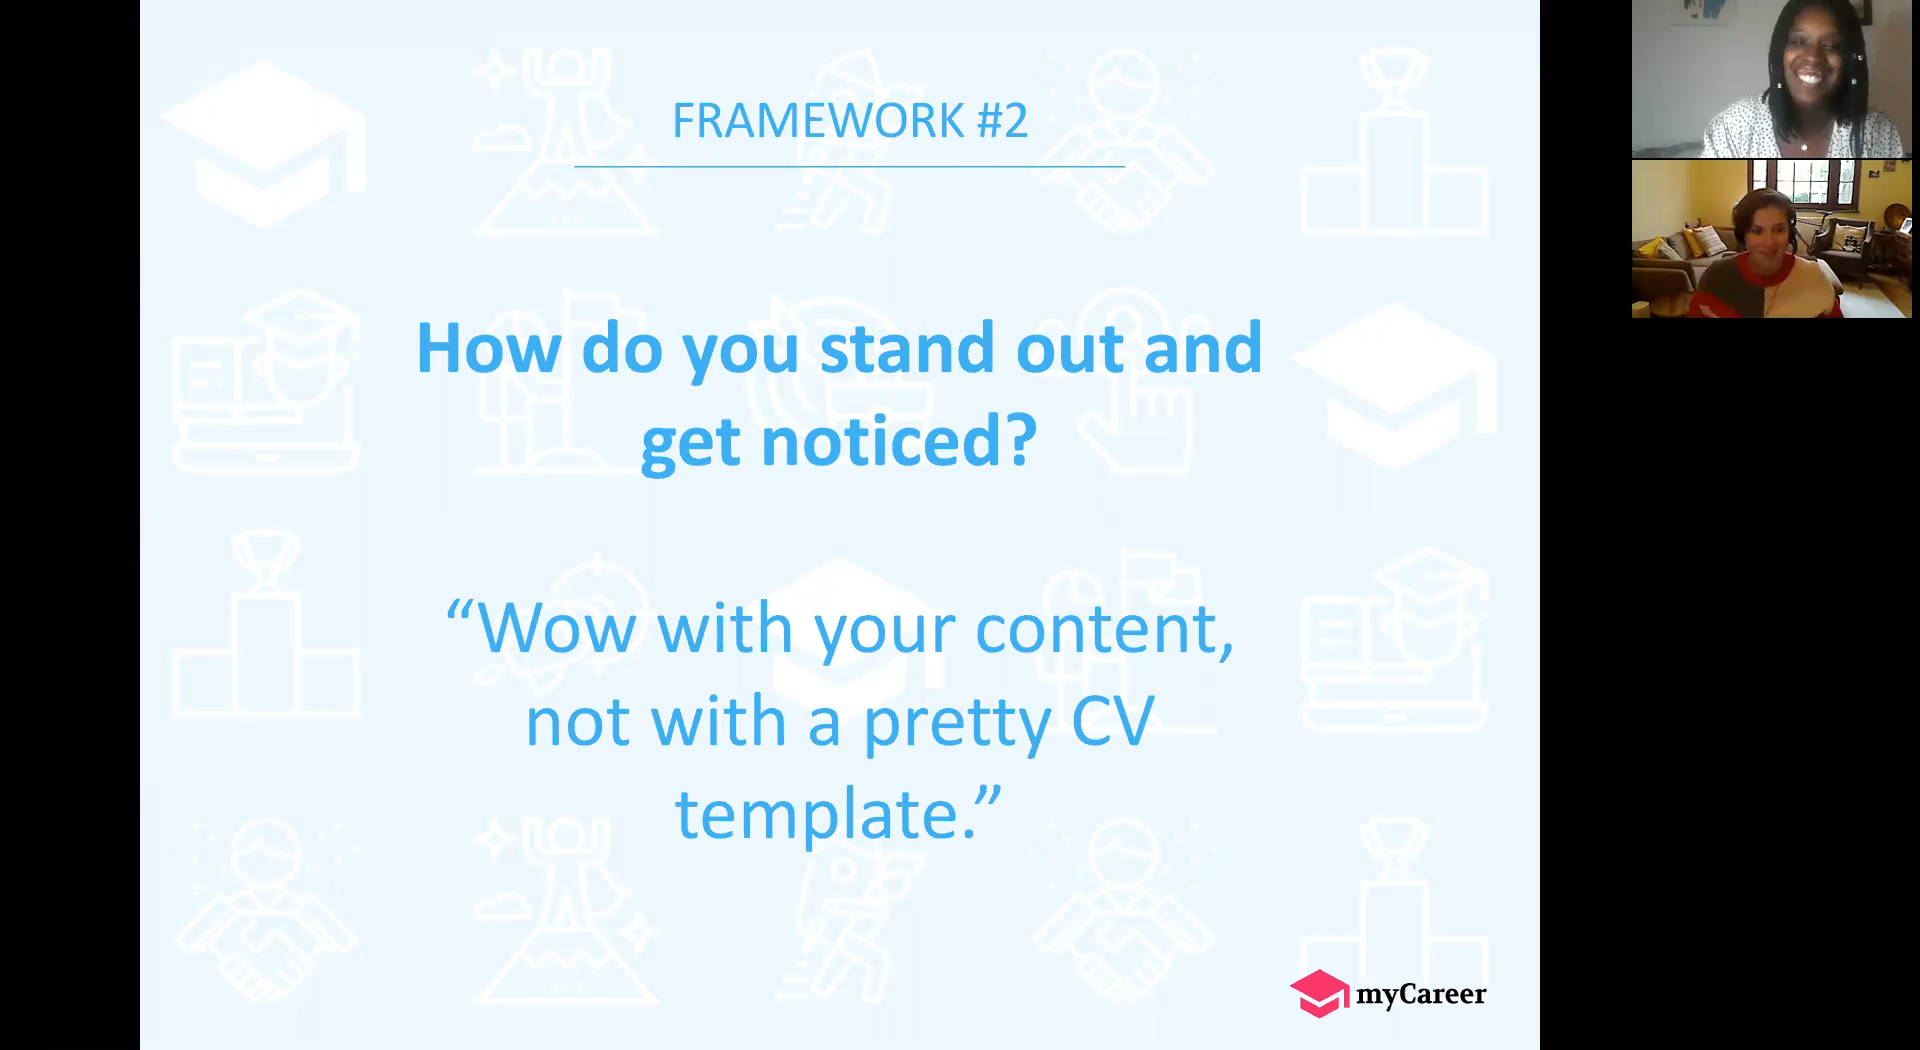 FRAMEWORK #2
How do you stand out and
get noticed?
“Wow with your content,
not with a pretty CV
template.”
myCareer